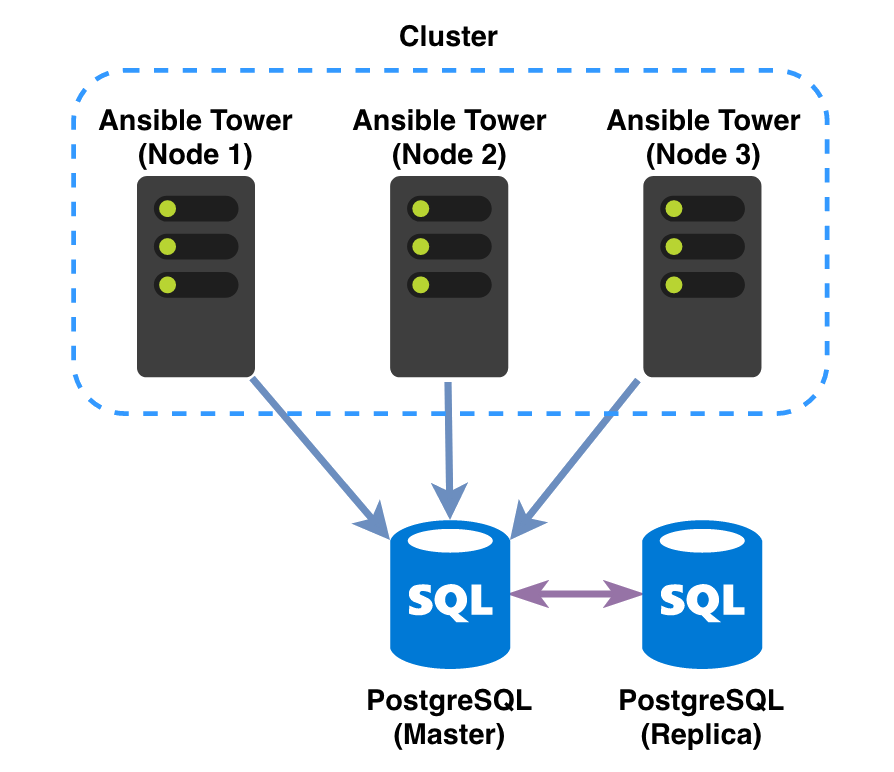 Cluster
Ansible Tower
(Node 1)
Ansible Tower
(Node 2)
Ansible Tower
(Node 3)
SQL
SQL
PostgreSQL
(Master)
PostgreSQL
(Replica)